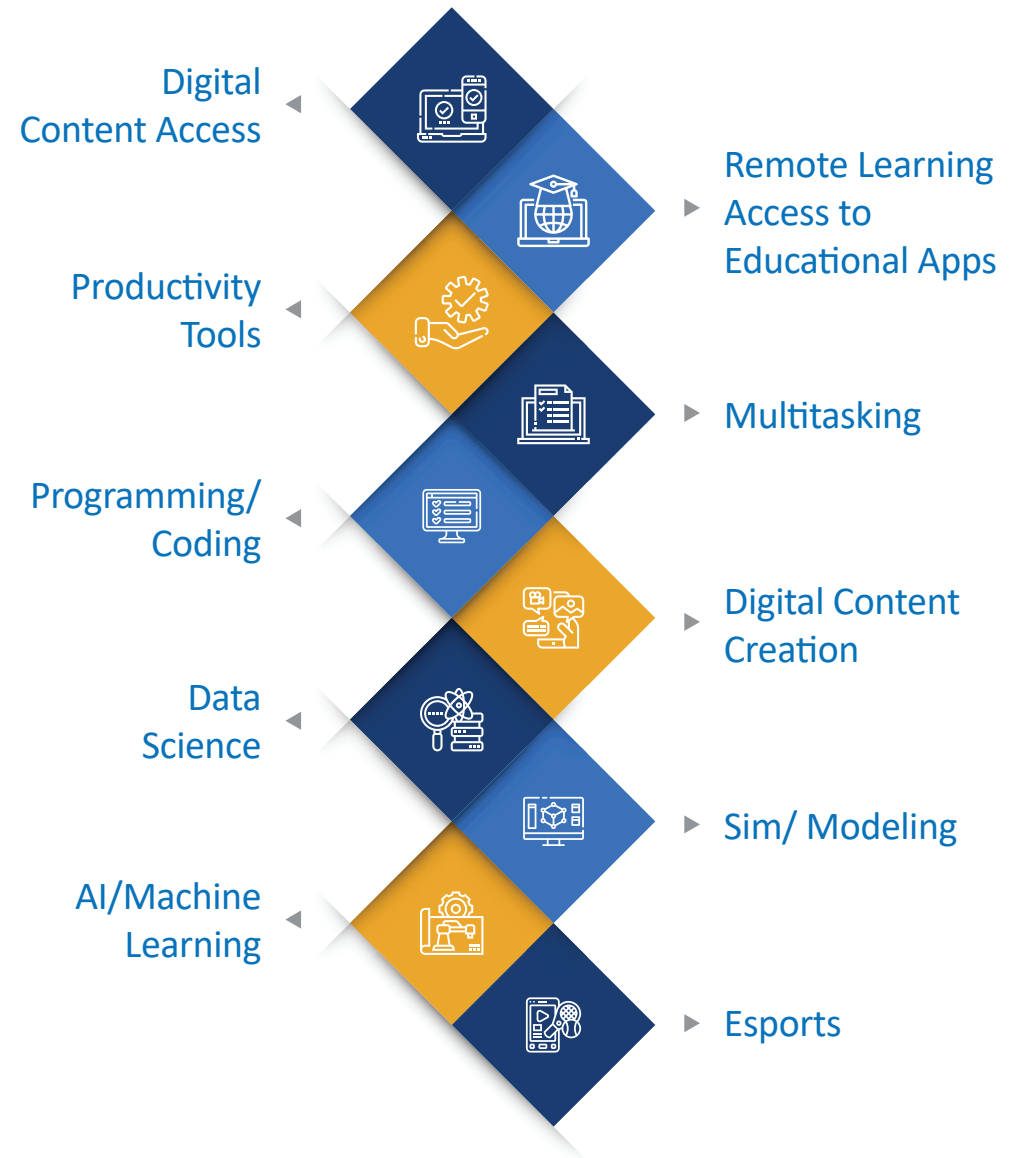 Digital
Content Access
Remote Learning
Access to
Educational Apps
Productivity
Tools
Multitasking
Programming/
Coding
Digital Content
Creation
Data
Science
Sim/ Modeling
AI/Machine
Learning
Esports